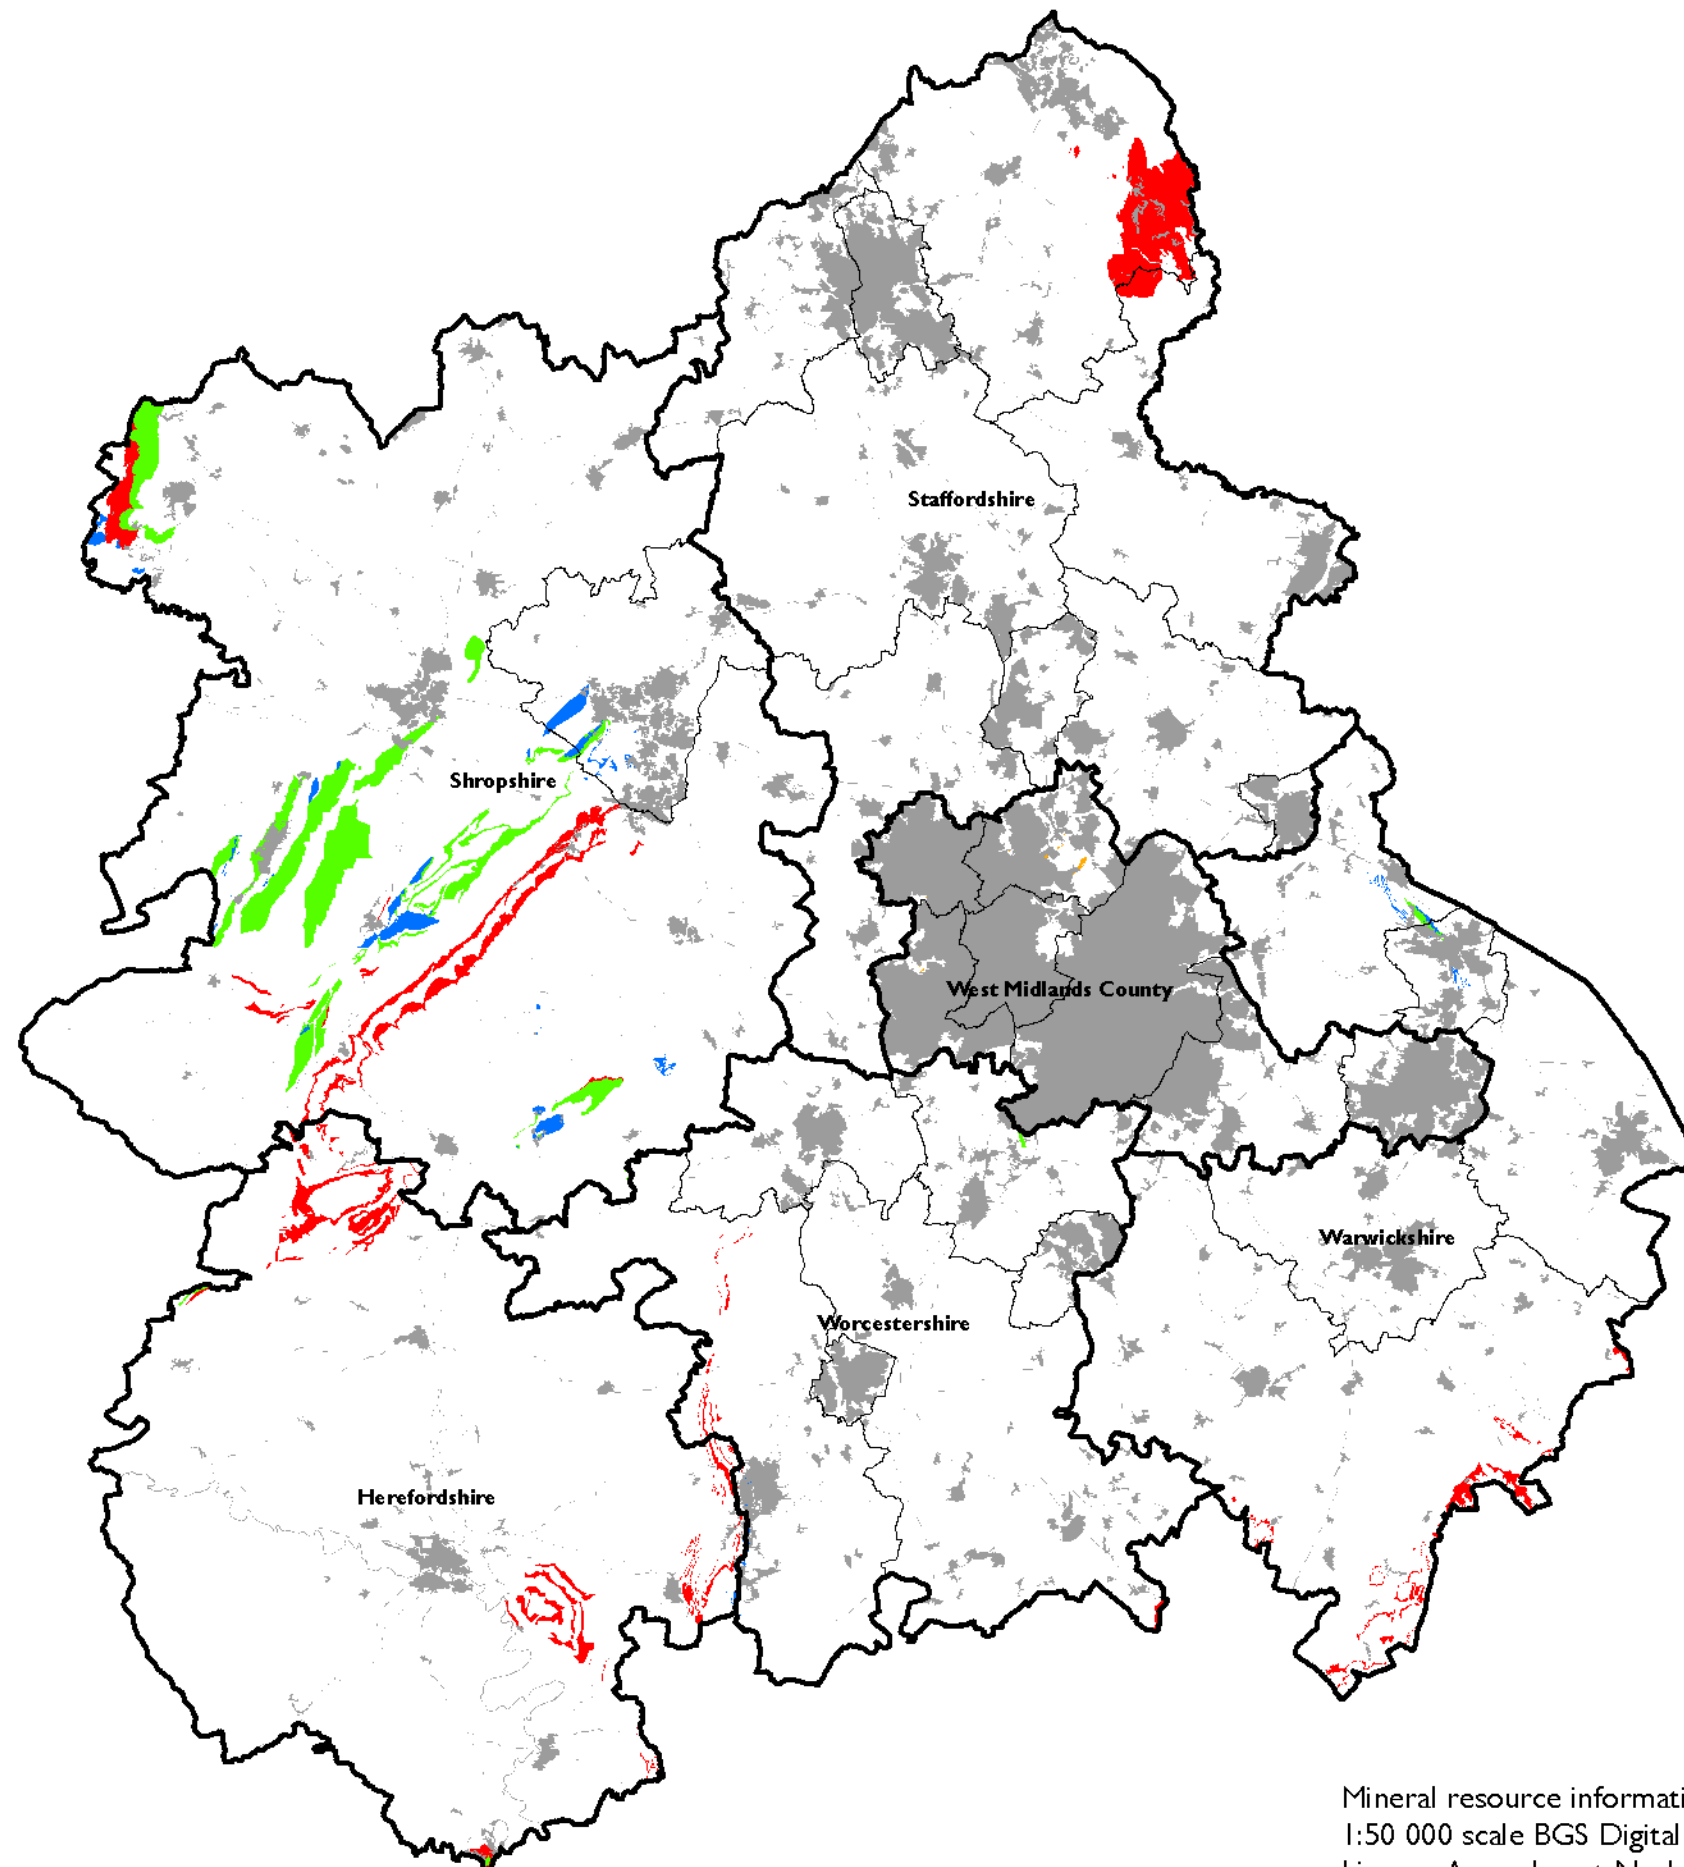 Staffordshire
Shropshire
West Midlands County
Warwickshire
Worcestershire
Herefordshire
Mineral resource informati
1:50 000 scale BGS Digital